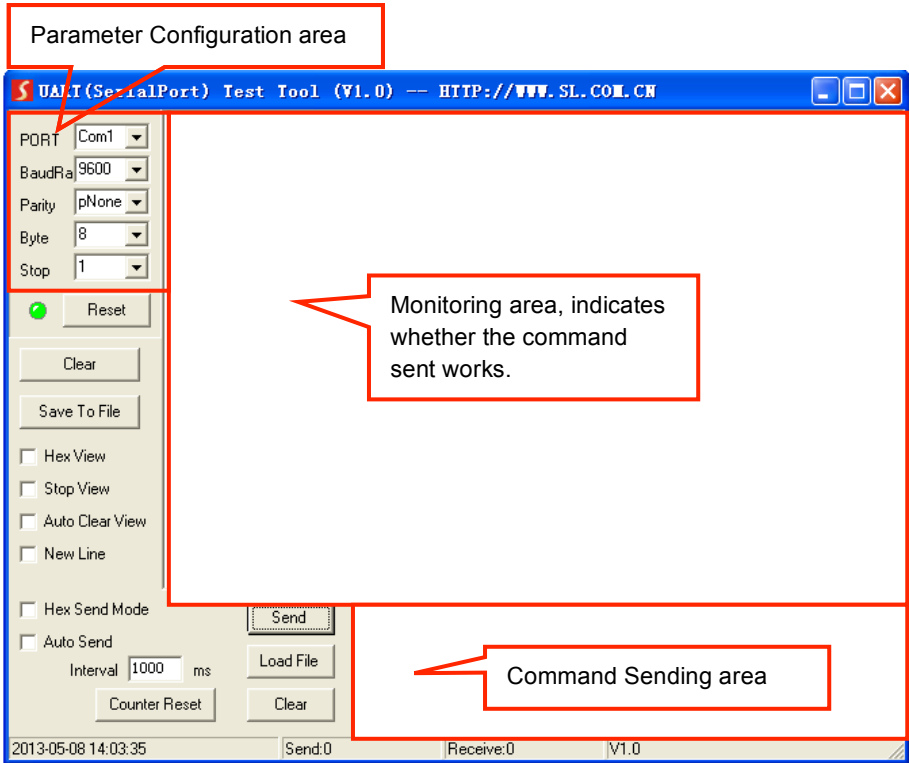 Parameter Configuration area
UART(SerialPort) Test Tool (V1.0) -- HTTP://WWW.SL.COM.CN
PORT Com1
BaudRa 9600
Parity pNone
Byte 8
Stop 1
Reset
Monitoring area, indicates
whether the command
sent works.
Clear
Save To File
Hex View
Stop View
Auto Clear View
New Line
Hex Send Mode
Send
Auto Send
Interval 1000 ms
Load File
Command Sending area
Counter Reset
Clear
2013-05-08 14:03:35 Send:0 Receive:0 V1.0